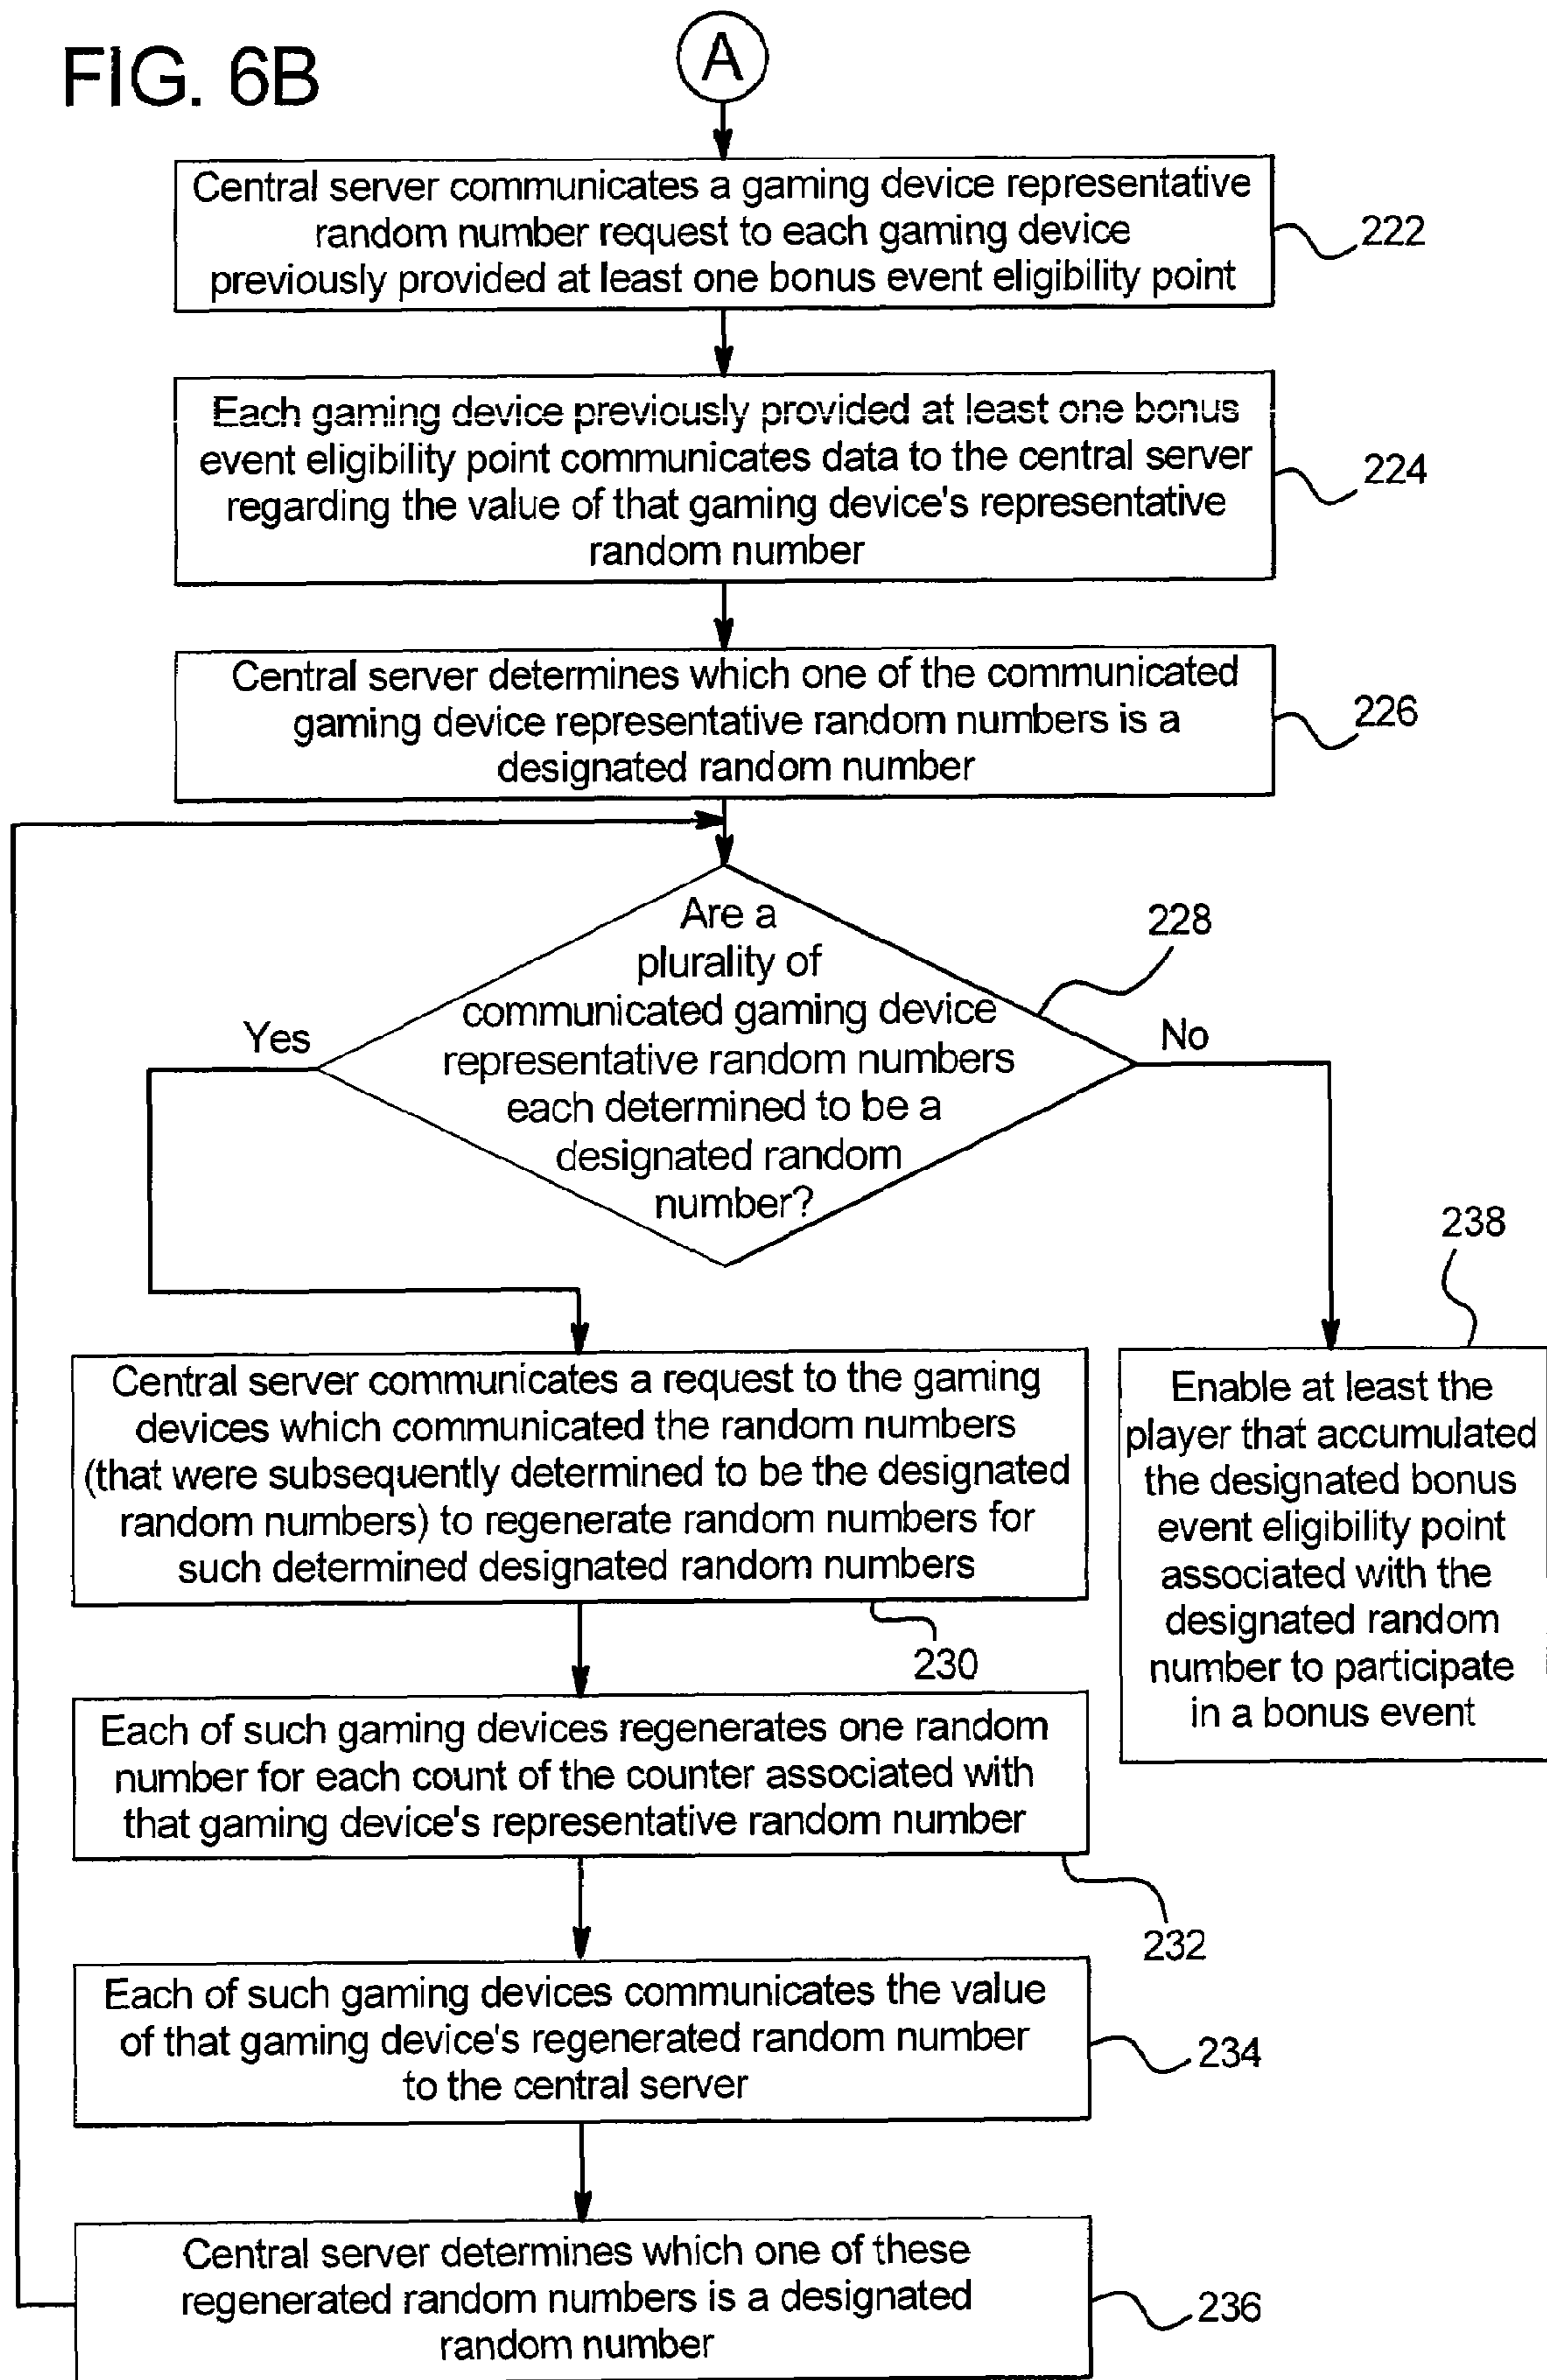 FIG. 6B
A
Central server communicates a gaming device representative
random number request to each gaming device
previously provided at least one bonus event eligibility point
222
Each gaming device previously provided at least one bonus
event eligibility point communicates data to the central server
regarding the value of that gaming device's representative
random number
224
Central server determines which one of the communicated
gaming device representative random numbers is a
designated random number
226
Are a
plurality of
communicated gaming device
representative random numbers
each determined to be a
designated random
number?
228
Yes
No
Central server communicates a request to the gaming
devices which communicated the random numbers
(that were subsequently determined to be the designated
random numbers) to regenerate random numbers for
such determined designated random numbers
230
238
Enable at least the
player that accumulated
the designated bonus
event eligibility point
associated with the
designated random
number to participate
in a bonus event
Each of such gaming devices regenerates one random
number for each count of the counter associated with
that gaming device's representative random number
232
Each of such gaming devices communicates the value
of that gaming device's regenerated random number
to the central server
234
Central server determines which one of these
regenerated random numbers is a designated
random number
236